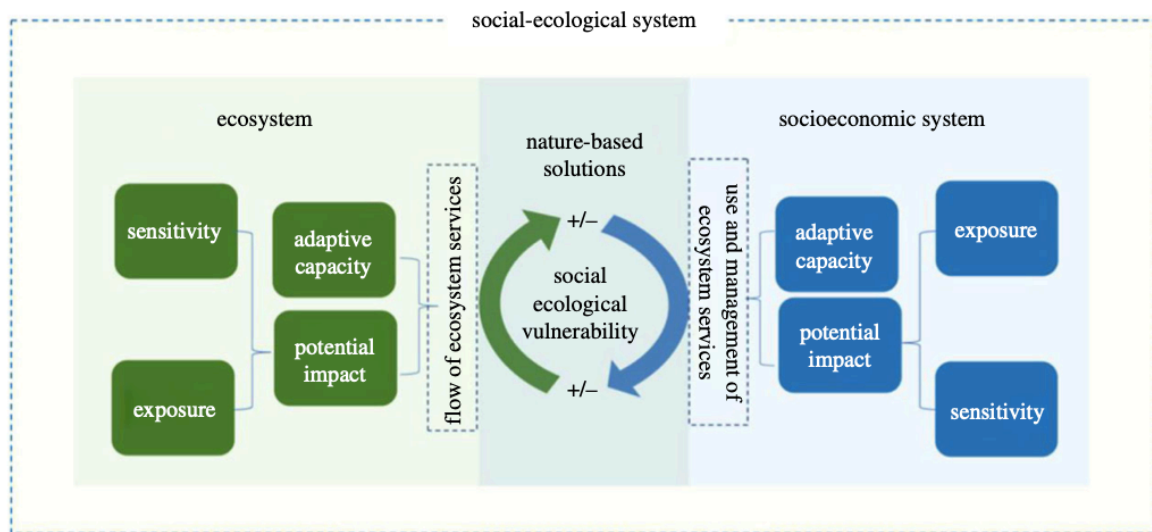 social-ecological system
ecosystem
sensitivity
exposure
adaptive
capacity
potential
impact
flow of ecosystem services
nature-based
solutions
+/–
social
ecological
vulnerability
+/–
socioeconomic system
use and management of
ecosystem services
adaptive
capacity
potential
impact
exposure
sensitivity